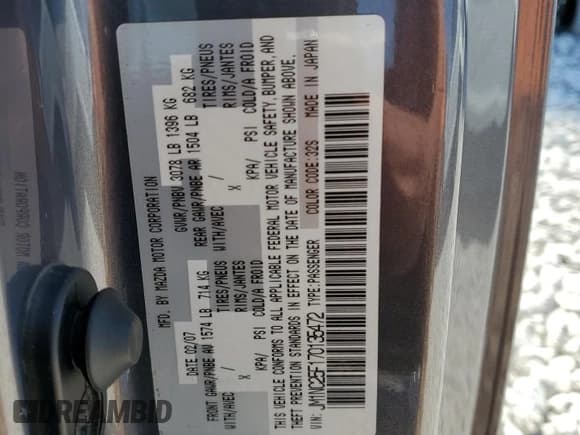 MFD. BY MAZDA MOTOR CORPORATION
DATE 02/07 GVWR/PNBV 3078 LB 1396 KG
FRONT GAWR/PNBE AV 1574 LB 714 KG REAR GAWR/PNBE AR 1504 LB 682 KG
WITH/AVEC TIRES/PNEUS WITH/AVEC TIRES/PNEUS
X RIMS/JANTES X RIMS/JANTES
KPA/ PSI COLD/A FROID KPA/ PSI COLD/A FROID
THIS VEHICLE CONFORMS TO ALL APPLICABLE FEDERAL MOTOR VEHICLE SAFETY, BUMPER, AND
THEFT PREVENTION STANDARDS IN EFFECT ON THE DATE OF MANUFACTURE SHOWN ABOVE.
VIN: JM1NC25F170135472 TYPE:PASSENGER COLOR CODE:32S MADE IN JAPAN
DREAMBID